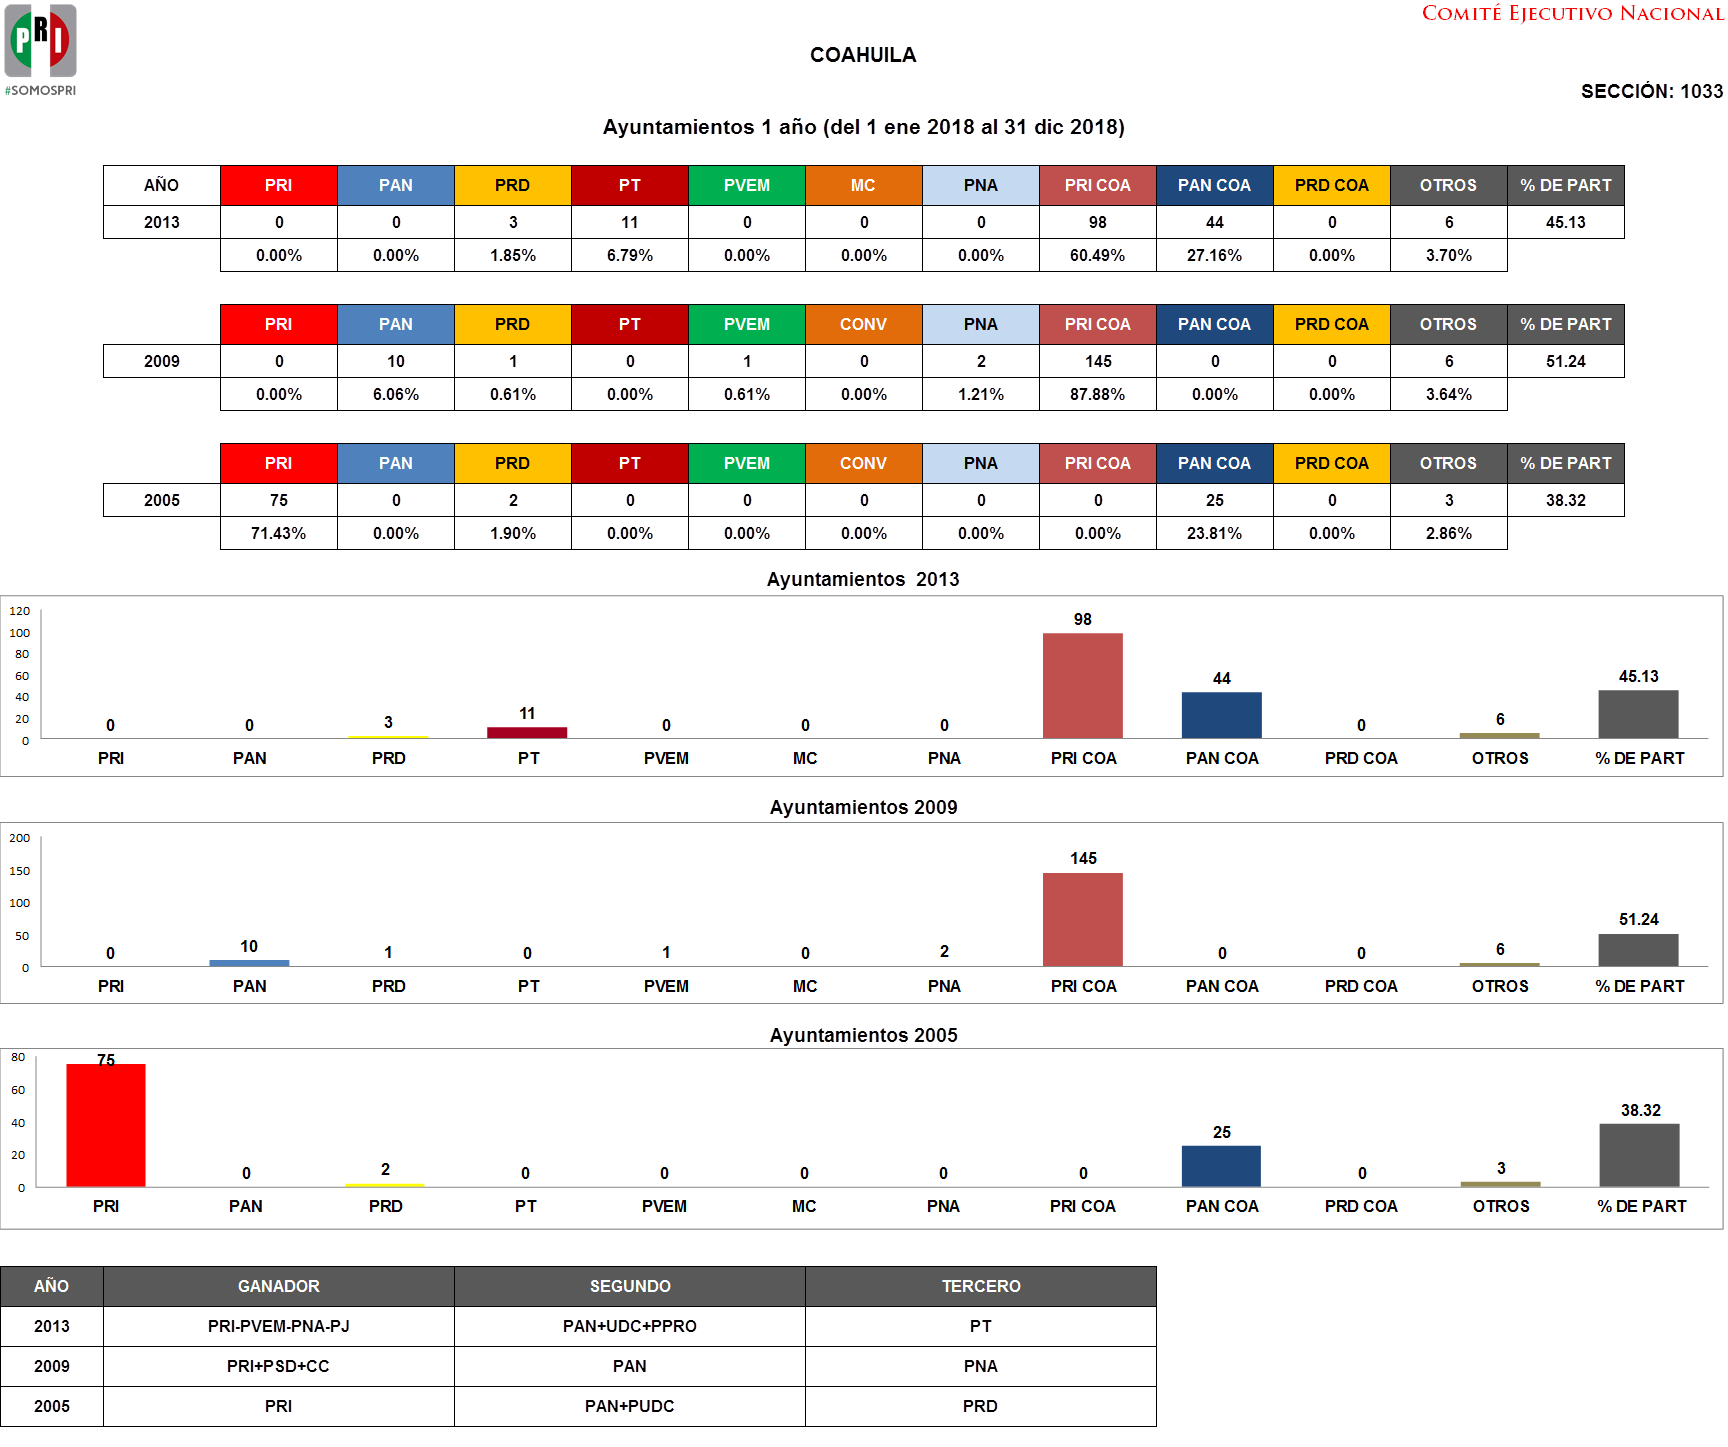 PRI
#SOMOSPRI
COMITÉ EJECUTIVO NACIONAL
COAHUILA
SECCIÓN: 1033
Ayuntamientos 1 año (del 1 ene 2018 al 31 dic 2018)
AÑO PRI PAN PRD PT PVEM MC PNA PRI COA PAN COA PRD COA OTROS % DE PART
2013 0 0 3 11 0 0 0 98 44 0 6 45.13
0.00% 0.00% 1.85% 6.79% 0.00% 0.00% 0.00% 60.49% 27.16% 0.00% 3.70%
PRI PAN PRD PT PVEM CONV PNA PRI COA PAN COA PRD COA OTROS % DE PART
2009 0 10 1 0 1 0 2 145 0 0 6 51.24
0.00% 6.06% 0.61% 0.00% 0.61% 0.00% 1.21% 87.88% 0.00% 0.00% 3.64%
PRI PAN PRD PT PVEM CONV PNA PRI COA PAN COA PRD COA OTROS % DE PART
2005 75 0 2 0 0 0 0 0 25 0 3 38.32
71.43% 0.00% 1.90% 0.00% 0.00% 0.00% 0.00% 0.00% 23.81% 0.00% 2.86%
Ayuntamientos 2013
120
100
80
60
40
20
0
0 0 3 11 0 0 0 98 44 0 6 45.13
PRI PAN PRD PT PVEM MC PNA PRI COA PAN COA PRD COA OTROS % DE PART
Ayuntamientos 2009
200
150
100
50
0
0 10 1 0 1 0 2 145 0 0 6 51.24
PRI PAN PRD PT PVEM MC PNA PRI COA PAN COA PRD COA OTROS % DE PART
Ayuntamientos 2005
80
60
40
20
0
75 0 2 0 0 0 0 0 25 0 3 38.32
PRI PAN PRD PT PVEM MC PNA PRI COA PAN COA PRD COA OTROS % DE PART
AÑO GANADOR SEGUNDO TERCERO
2013 PRI-PVEM-PNA-PJ PAN+UDC+PPRO PT
2009 PRI+PSD+CC PAN PNA
2005 PRI PAN+PUDC PRD